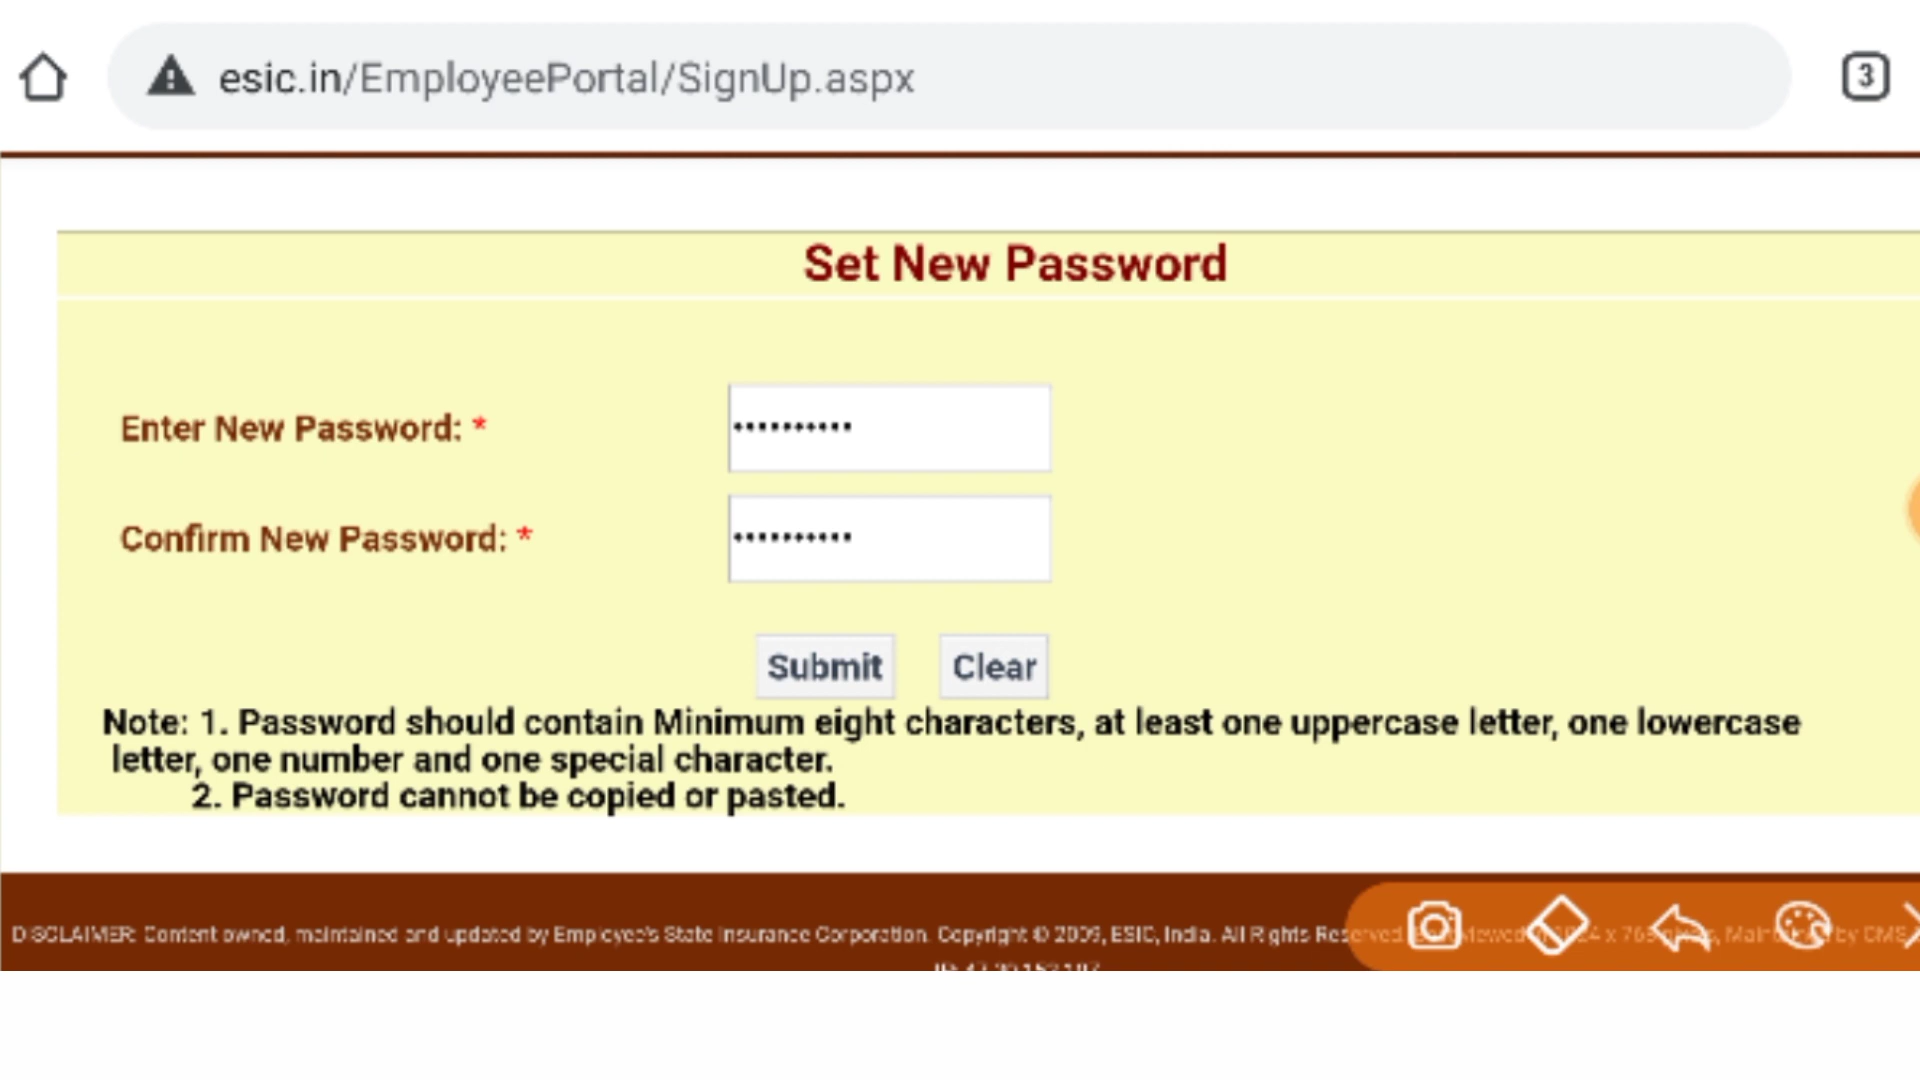 esic.in/EmployeePortal/SignUp.aspx
3
Set New Password
Enter New Password: *
••••••••••
Confirm New Password: *
••••••••••
Submit Clear
Note: 1. Password should contain Minimum eight characters, at least one uppercase letter, one lowercase
letter, one number and one special character.
2. Password cannot be copied or pasted.
DISCLAIMER: Content owned, maintained and updated by Employee's State Insurance Corporation. Copyright © 2009, ESIC, India. All Rights Reserved. by CMS